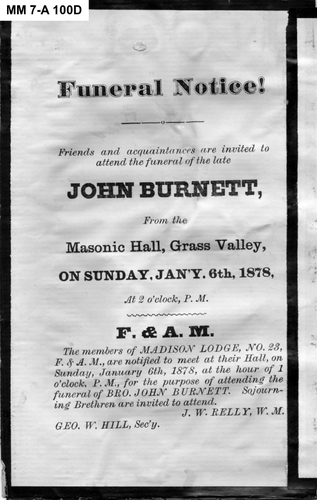 MM 7-A 100D
Funeral Notice!
Friends and acquaintances are invited to
attend the funeral of the late
JOHN BURNETT,
From the
Masonic Hall, Grass Valley,
ON SUNDAY, JAN'Y. 6th, 1878,
At 2 o'clock, P. M.
F. & A. M.
The members of MADISON LODGE, NO. 23,
F. & A. M., are notified to meet at their Hall, on
Sunday, January 6th, 1878, at the hour of 1
o'clock, P. M., for the purpose of attending the
funeral of BRO. JOHN BURNETT. Sojourn-
ing Brethren are invited to attend.
J. W. RELLY, W. M.
GEO. W. HILL, Sec'y.